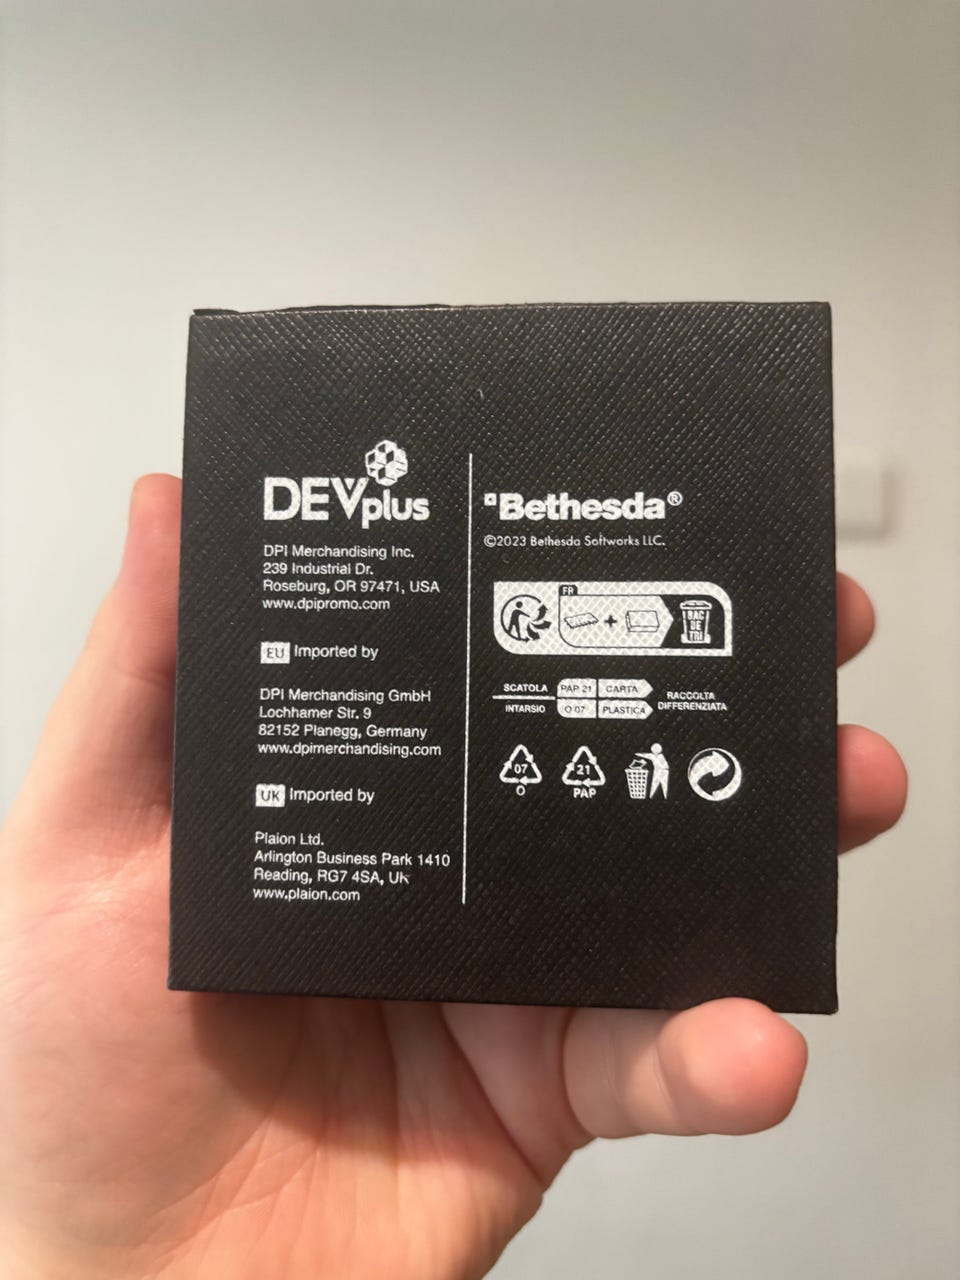 DEVplus
DPI Merchandising Inc.
239 Industrial Dr.
Roseburg, OR 97471, USA
www.dpipromo.com
EU Imported by
DPI Merchandising GmbH
Lochhamer Str. 9
82152 Planegg, Germany
www.dpimerchandising.com
UK Imported by
Plaion Ltd.
Arlington Business Park 1410
Reading, RG7 4SA, UK
www.plaion.com
Bethesda®
©2023 Bethesda Softworks LLC.
FR
+
BAC
DE
TRI
SCATOLA PAP 21 CARTA
INTARSIO O 07 PLASTICA
RACCOLTA
DIFFERENZIATA
07
O
21
PAP